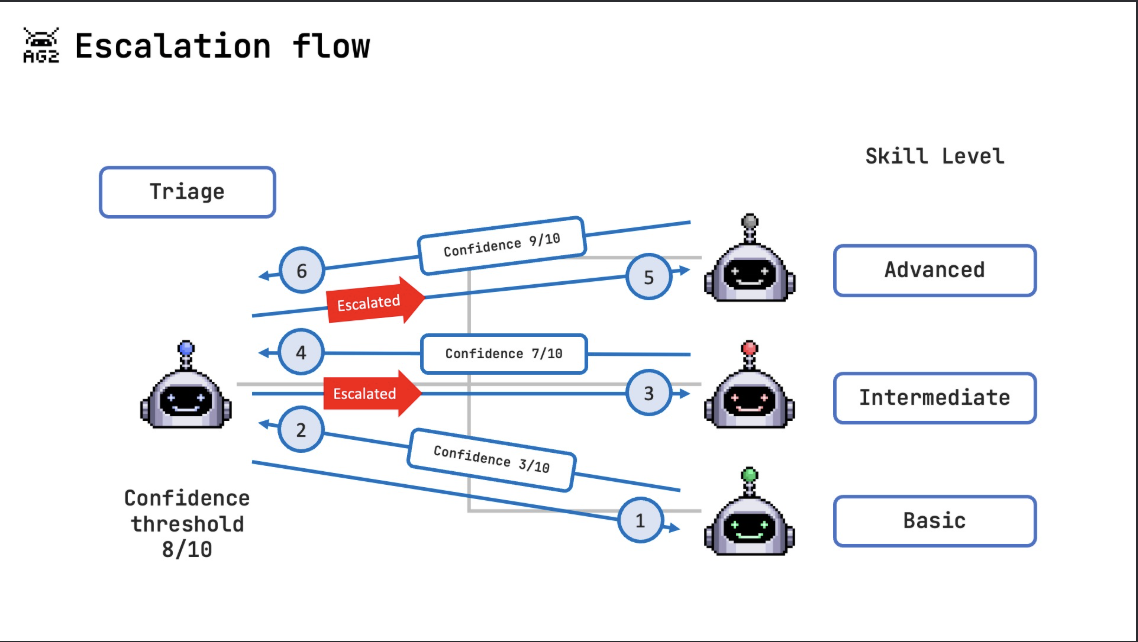 AG2
Escalation flow
Skill Level
Triage
Confidence 9/10
6
5
Advanced
Escalated
4
Confidence 7/10
Escalated
3
Intermediate
2
Confidence 3/10
Confidence
threshold
8/10
1
Basic